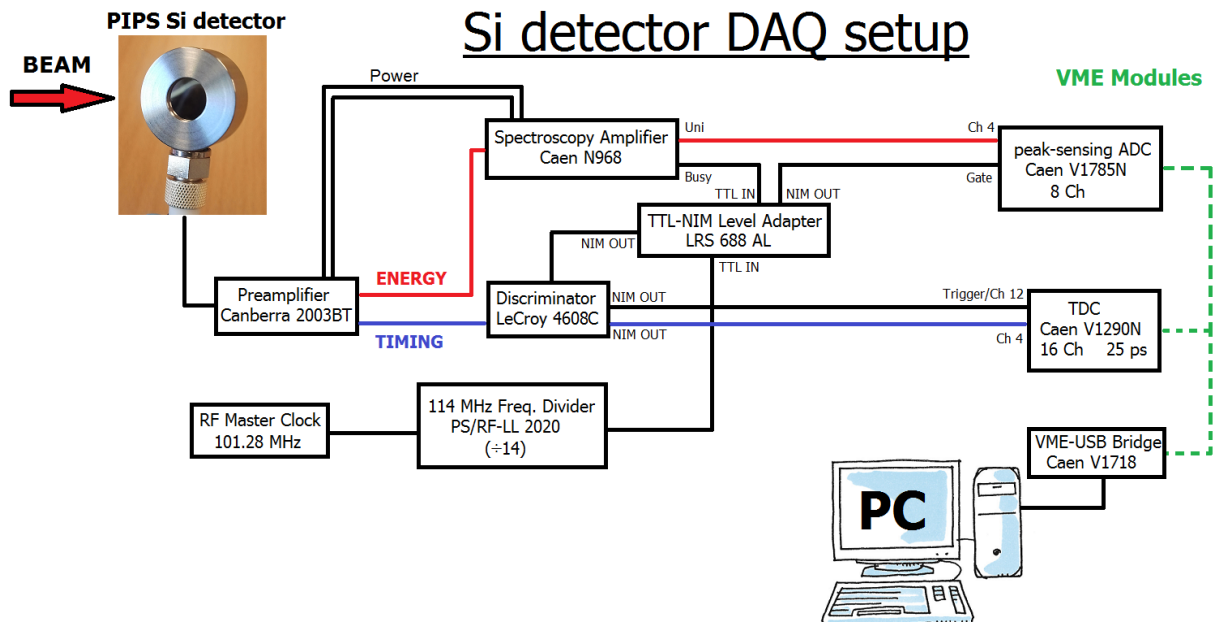 Si detector DAQ setup
PIPS Si detector
BEAM
Power
VME Modules
Spectroscopy Amplifier
Caen N968
Uni
Busy
Ch 4
Gate
peak-sensing ADC
Caen V1785N
8 Ch
TTL IN
NIM OUT
TTL-NIM Level Adapter
LRS 688 AL
NIM OUT
TTL IN
Preamplifier
Canberra 2003BT
ENERGY
TIMING
Discriminator
LeCroy 4608C
NIM OUT
NIM OUT
Trigger/Ch 12
Ch 4
TDC
Caen V1290N
16 Ch 25 ps
RF Master Clock
101.28 MHz
114 MHz Freq. Divider
PS/RF-LL 2020
(÷14)
VME-USB Bridge
Caen V1718
PC